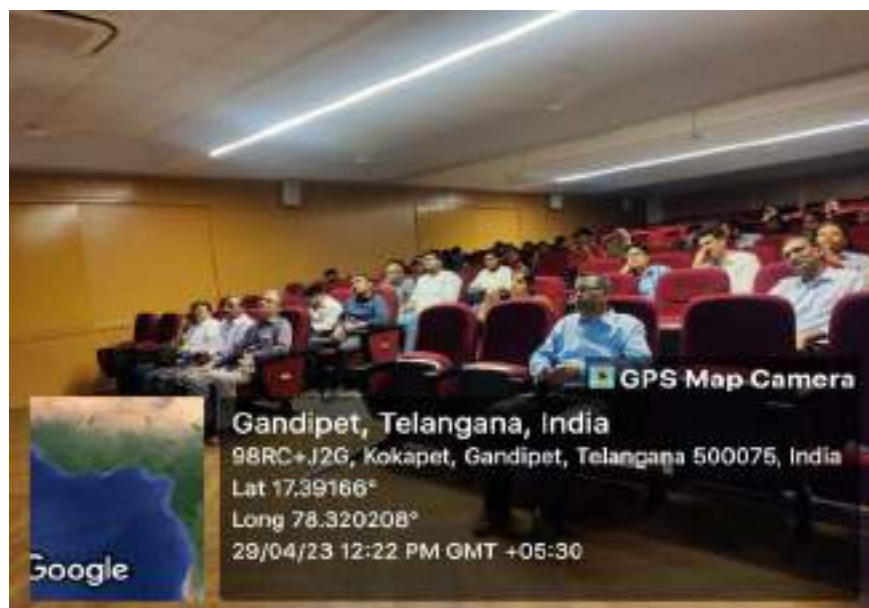 GPS Map Camera
Gandipet, Telangana, India
98RC+J2G, Kokapet, Gandipet, Telangana 500075, India
Lat 17.39166°
Long 78.320208°
29/04/23 12:22 PM GMT +05:30
Google